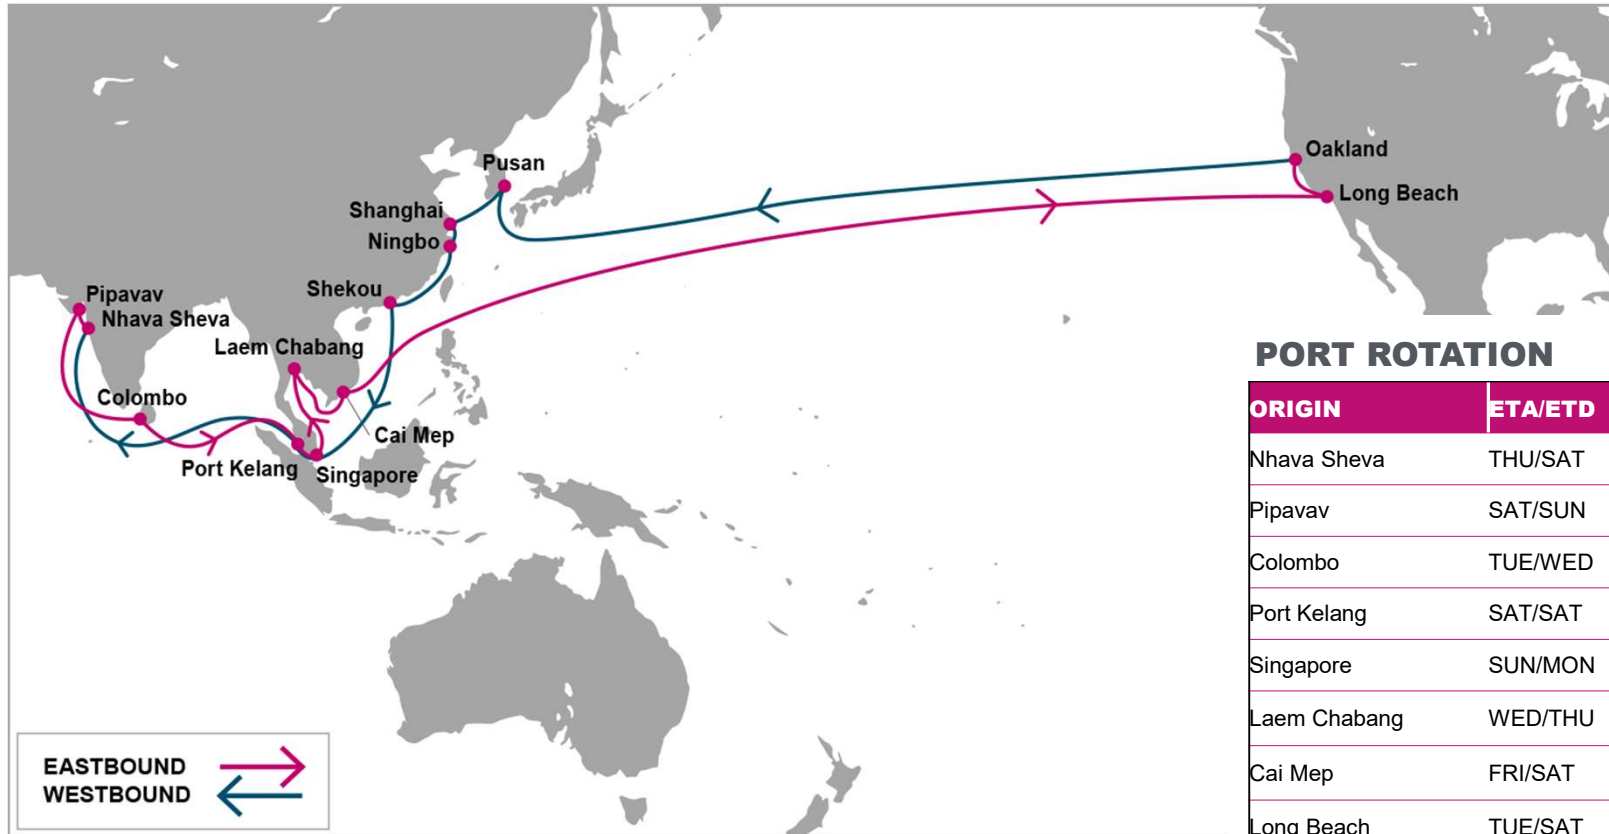 Pusan
Oakland
Long Beach
Shanghai
Ningbo
Shekou
Pipavav
Nhava Sheva
Laem Chabang
Colombo
Cai Mep
Port Kelang
Singapore
EASTBOUND
WESTBOUND
PORT ROTATION
ORIGIN ETA/ETD
Nhava Sheva THU/SAT
Pipavav SAT/SUN
Colombo TUE/WED
Port Kelang SAT/SAT
Singapore SUN/MON
Laem Chabang WED/THU
Cai Mep FRI/SAT
Long Beach TUE/SAT